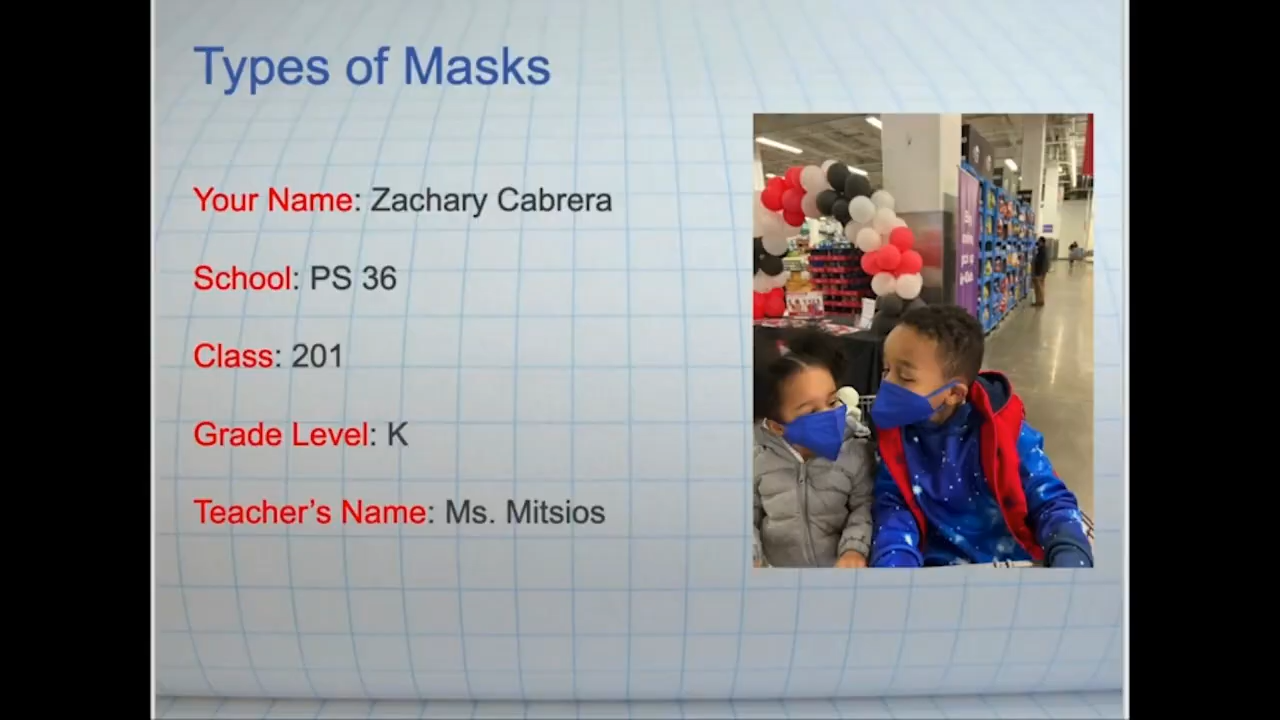 Types of Masks
Your Name: Zachary Cabrera
School: PS 36
Class: 201
Grade Level: K
Teacher's Name: Ms. Mitsios